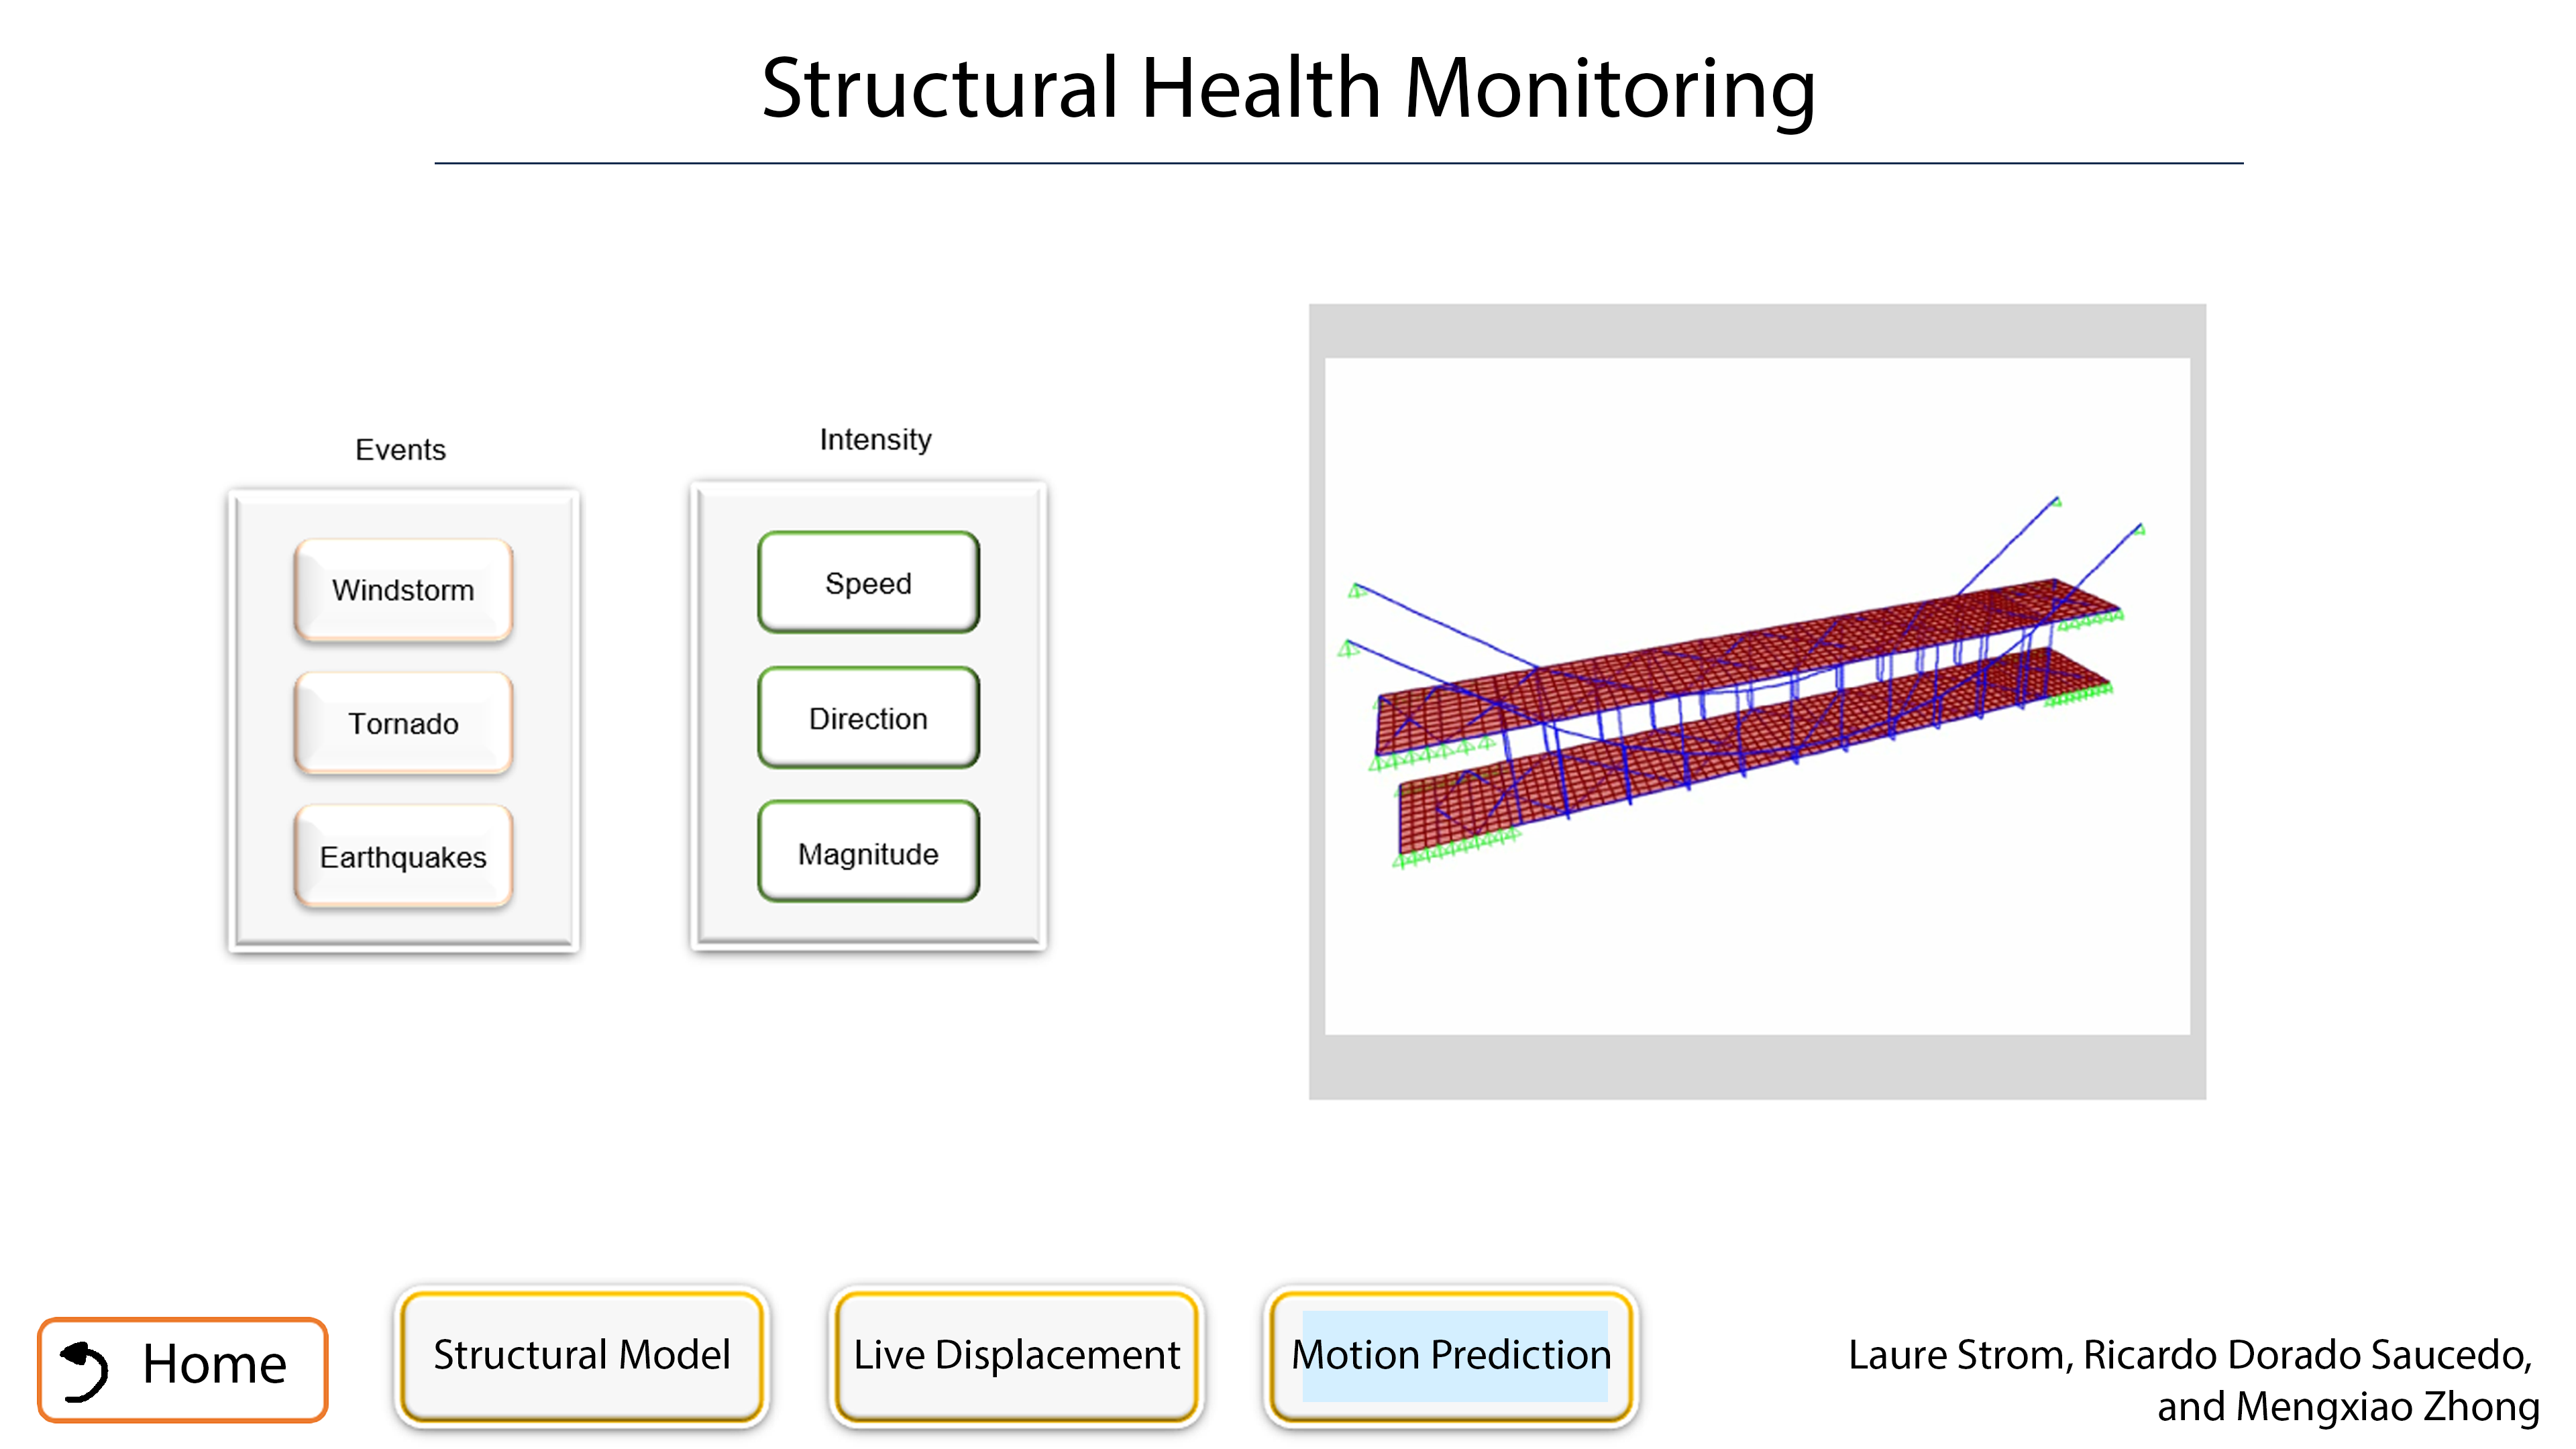 Structural Health Monitoring
Events
Windstorm
Tornado
Earthquakes
Intensity
Speed
Direction
Magnitude
Home
Structural Model
Live Displacement
Motion Prediction
Laure Strom, Ricardo Dorado Saucedo,
and Mengxiao Zhong